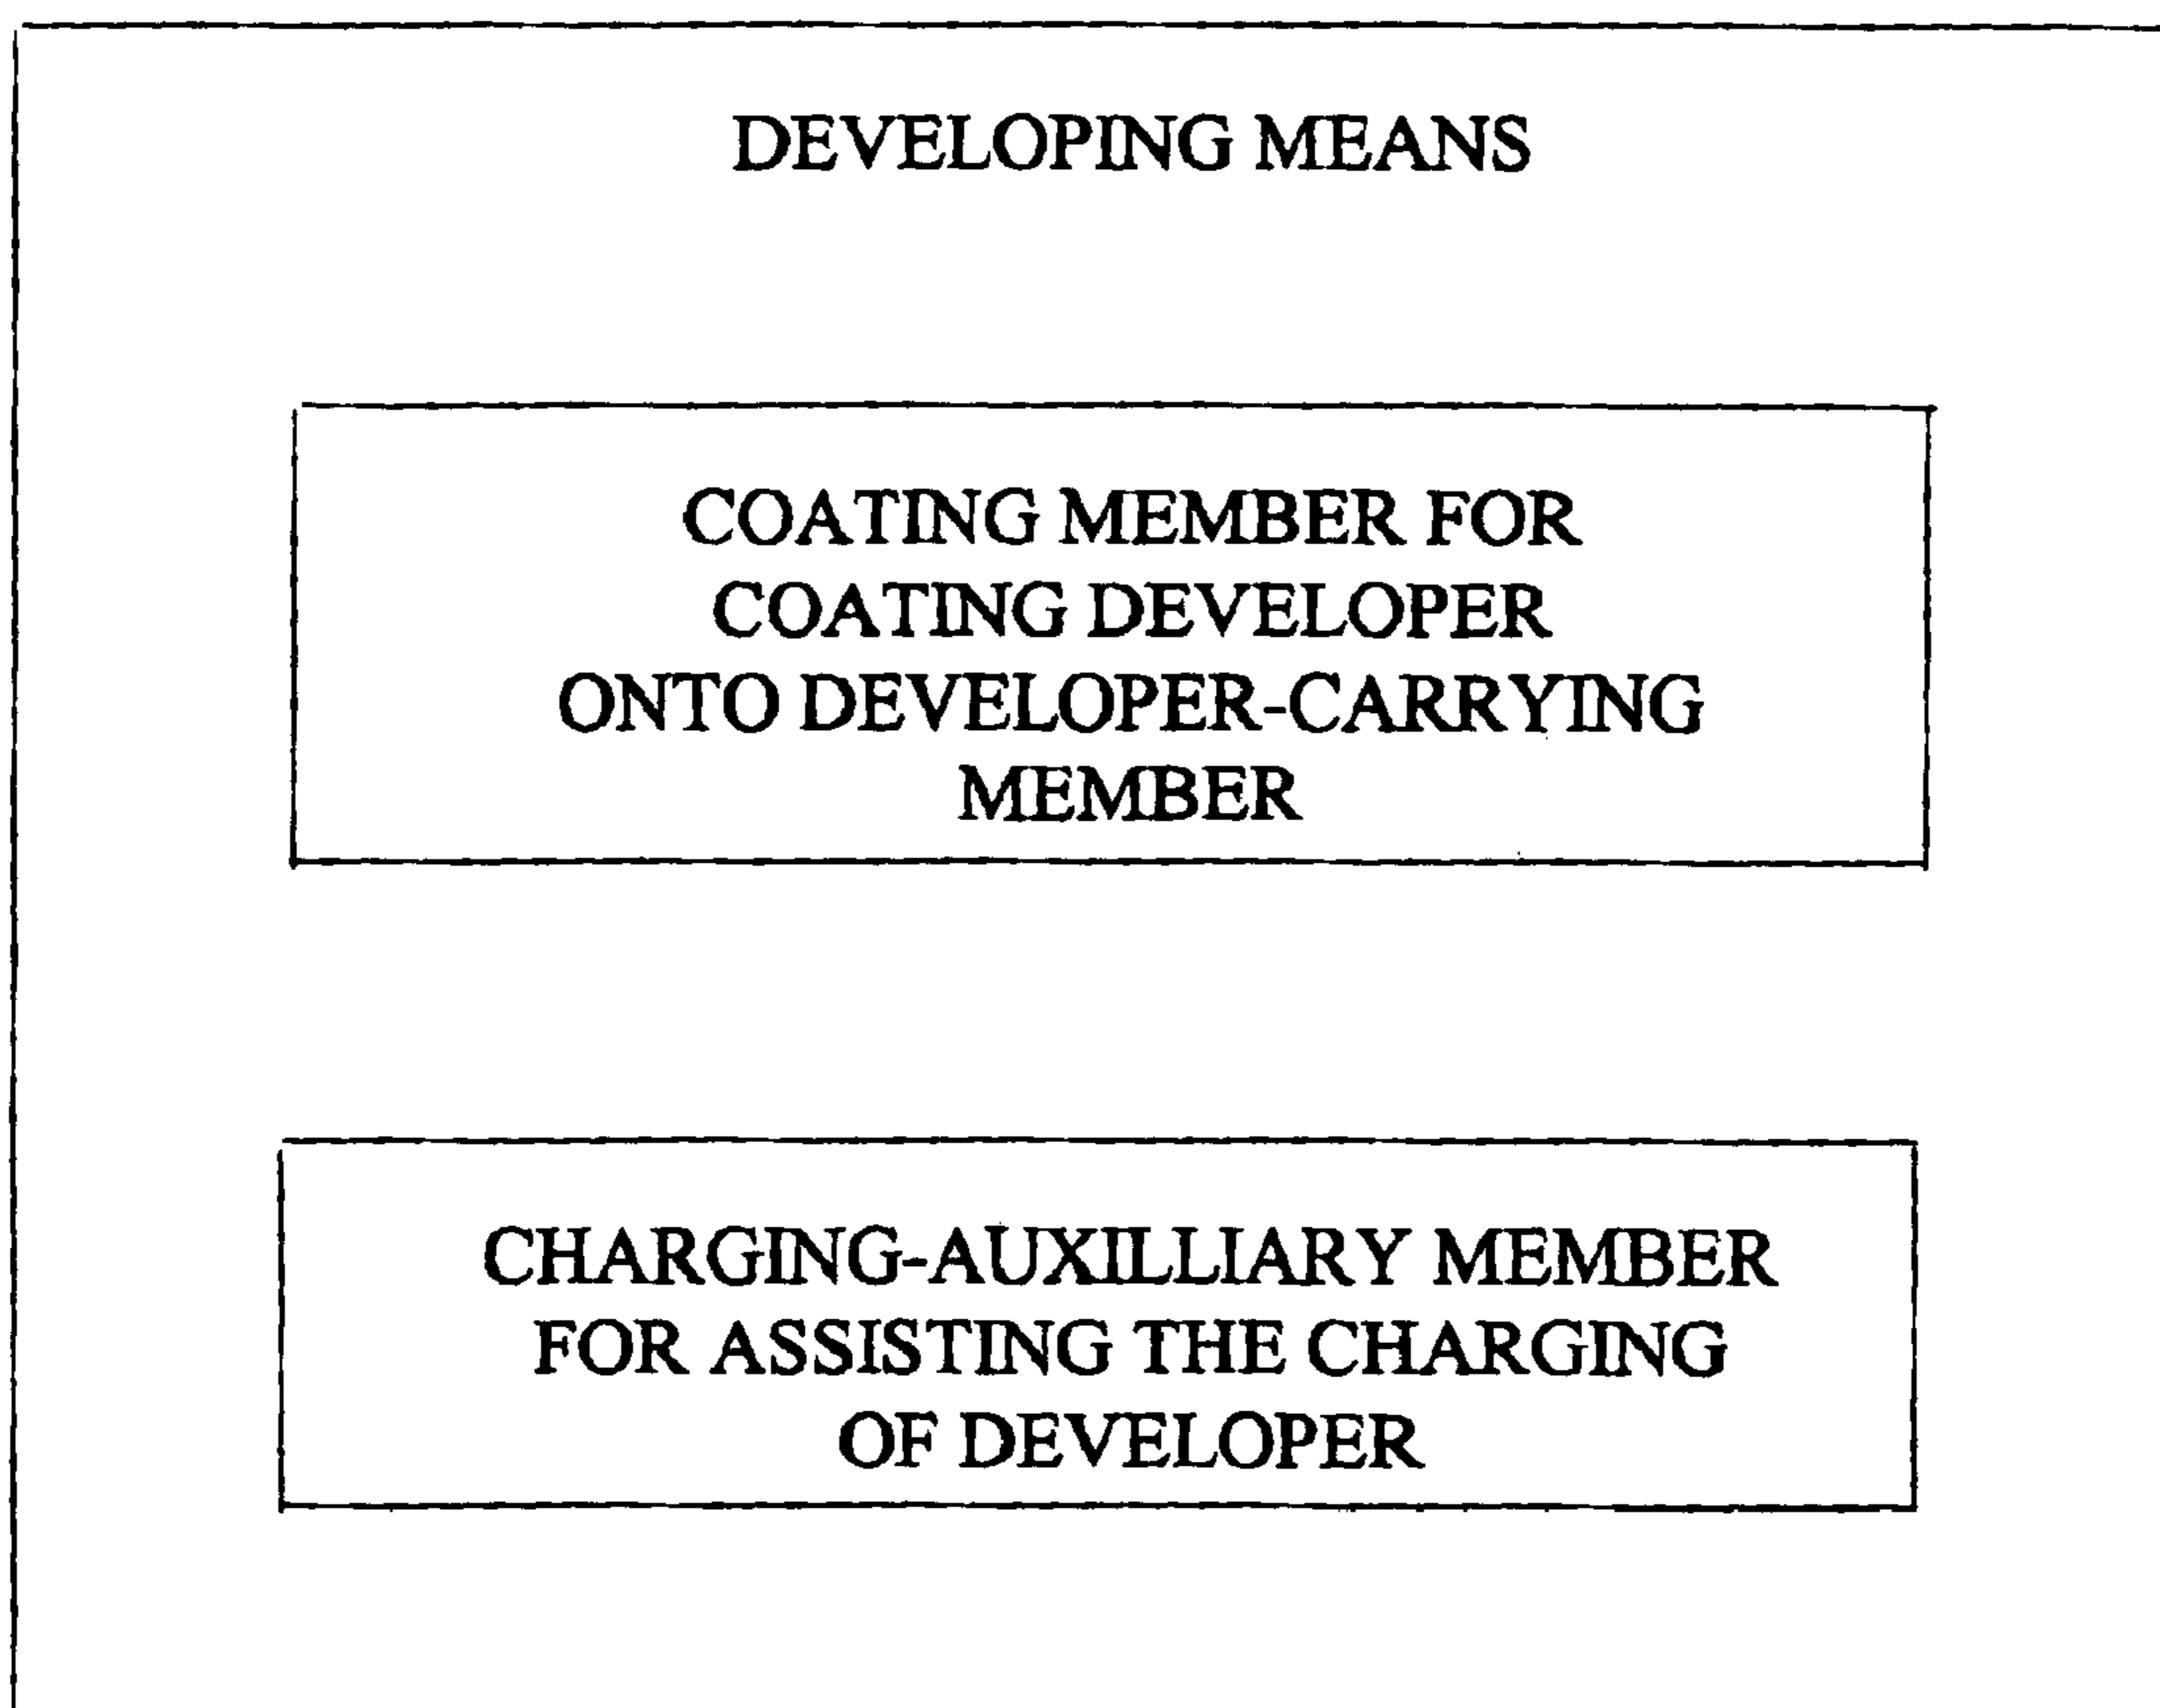 DEVELOPING MEANS
COATING MEMBER FOR
COATING DEVELOPER
ONTO DEVELOPER-CARRYING
MEMBER
CHARGING-AUXILLIARY MEMBER
FOR ASSISTING THE CHARGING
OF DEVELOPER